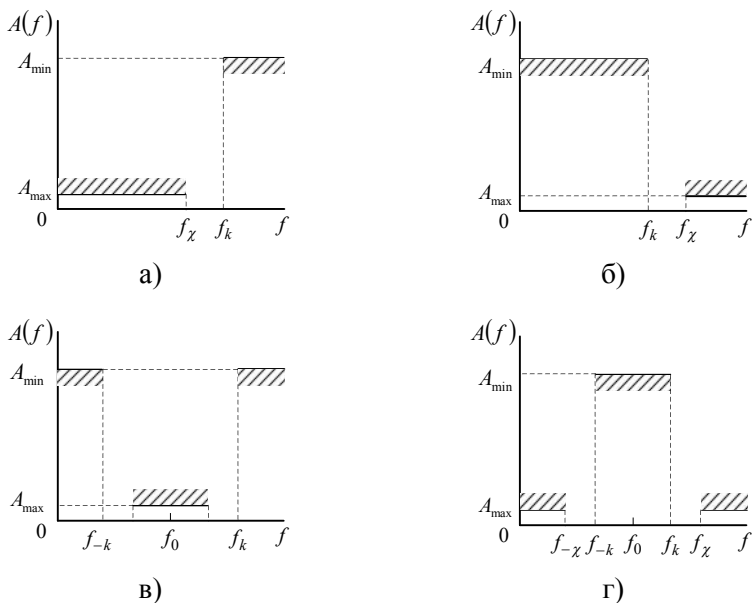 A(f)
A_min
A_max
0
f_χ f_k f
а)
A(f)
A_min
A_max
0
f_k f_χ f
б)
A(f)
A_min
A_max
0
f_{-k} f_0 f_k f
в)
A(f)
A_min
A_max
0
f_{-χ} f_{-k} f_0 f_k f_χ f
г)